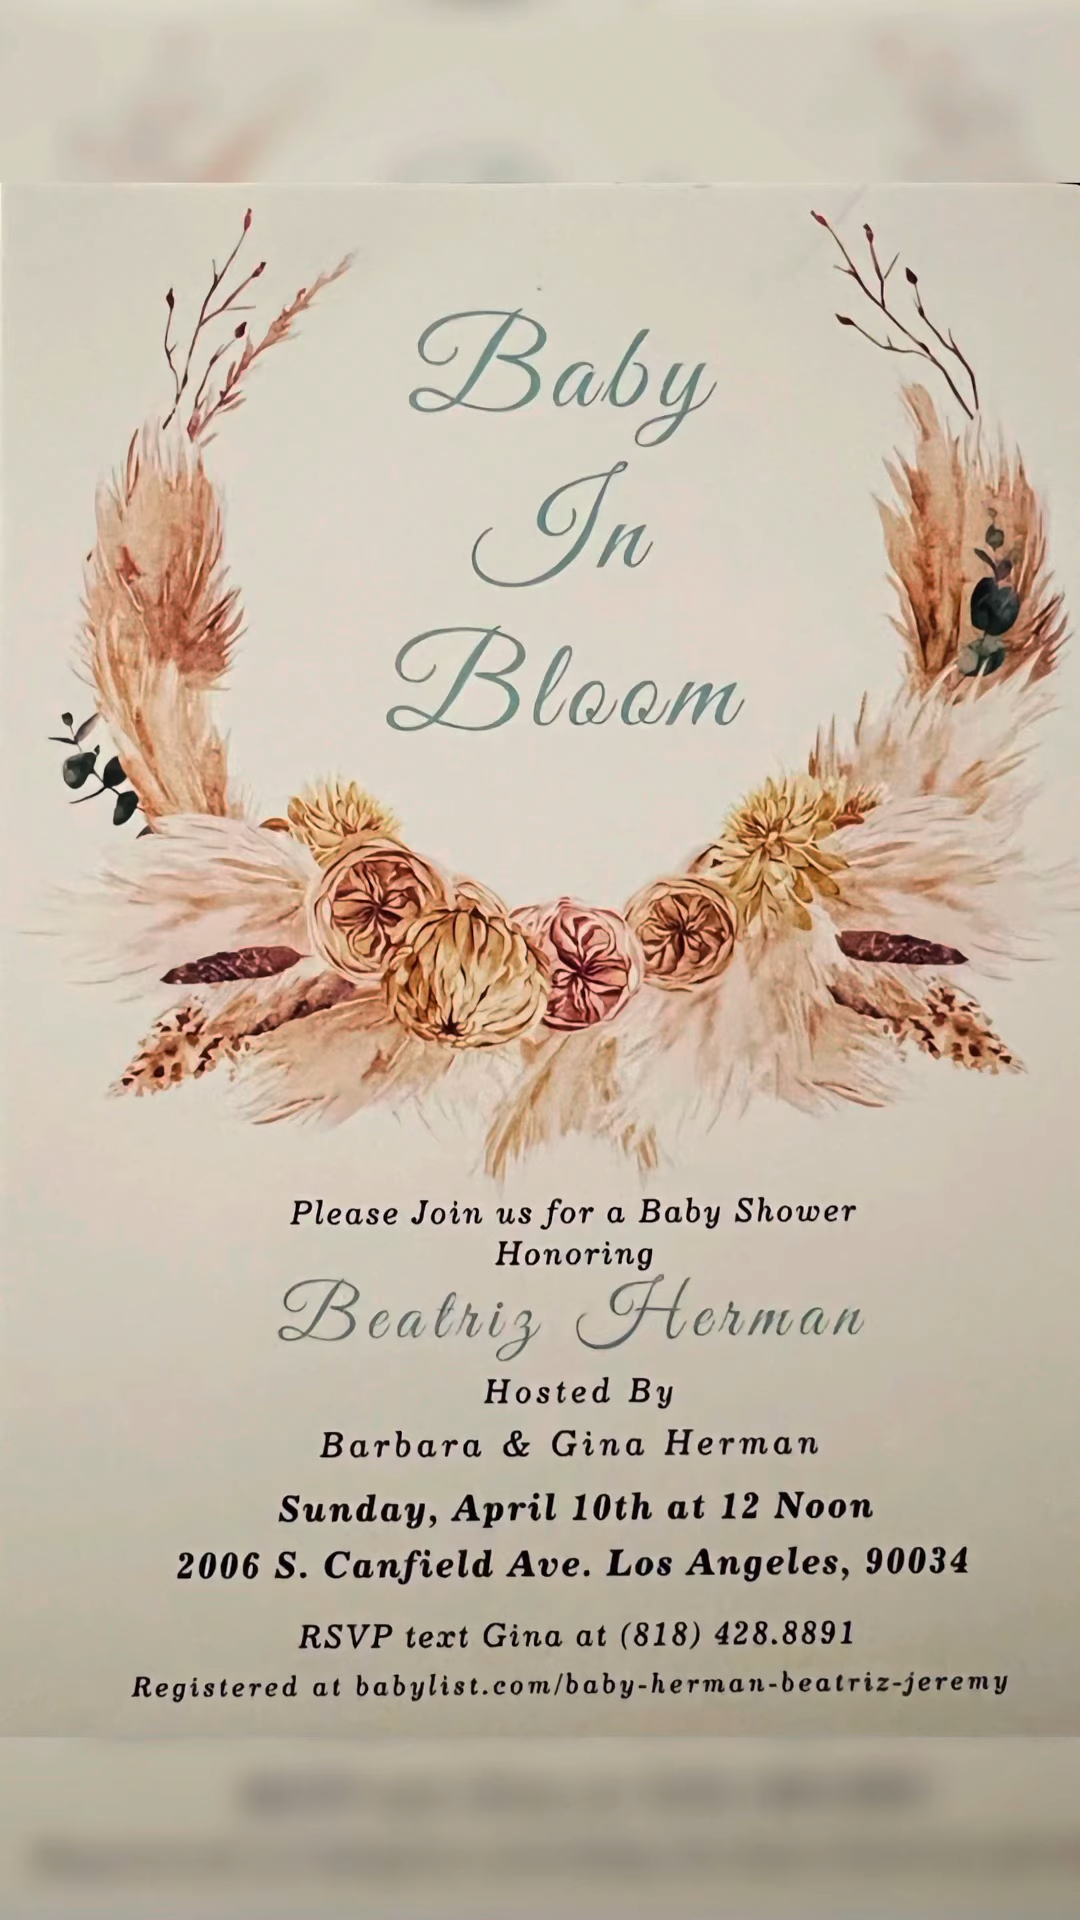 Baby
In
Bloom
Please Join us for a Baby Shower
Honoring
Beatriz Herman
Hosted By
Barbara & Gina Herman
Sunday, April 10th at 12 Noon
2006 S. Canfield Ave. Los Angeles, 90034
RSVP text Gina at (818) 428.8891
Registered at babylist.com/baby-herman-beatriz-jeremy